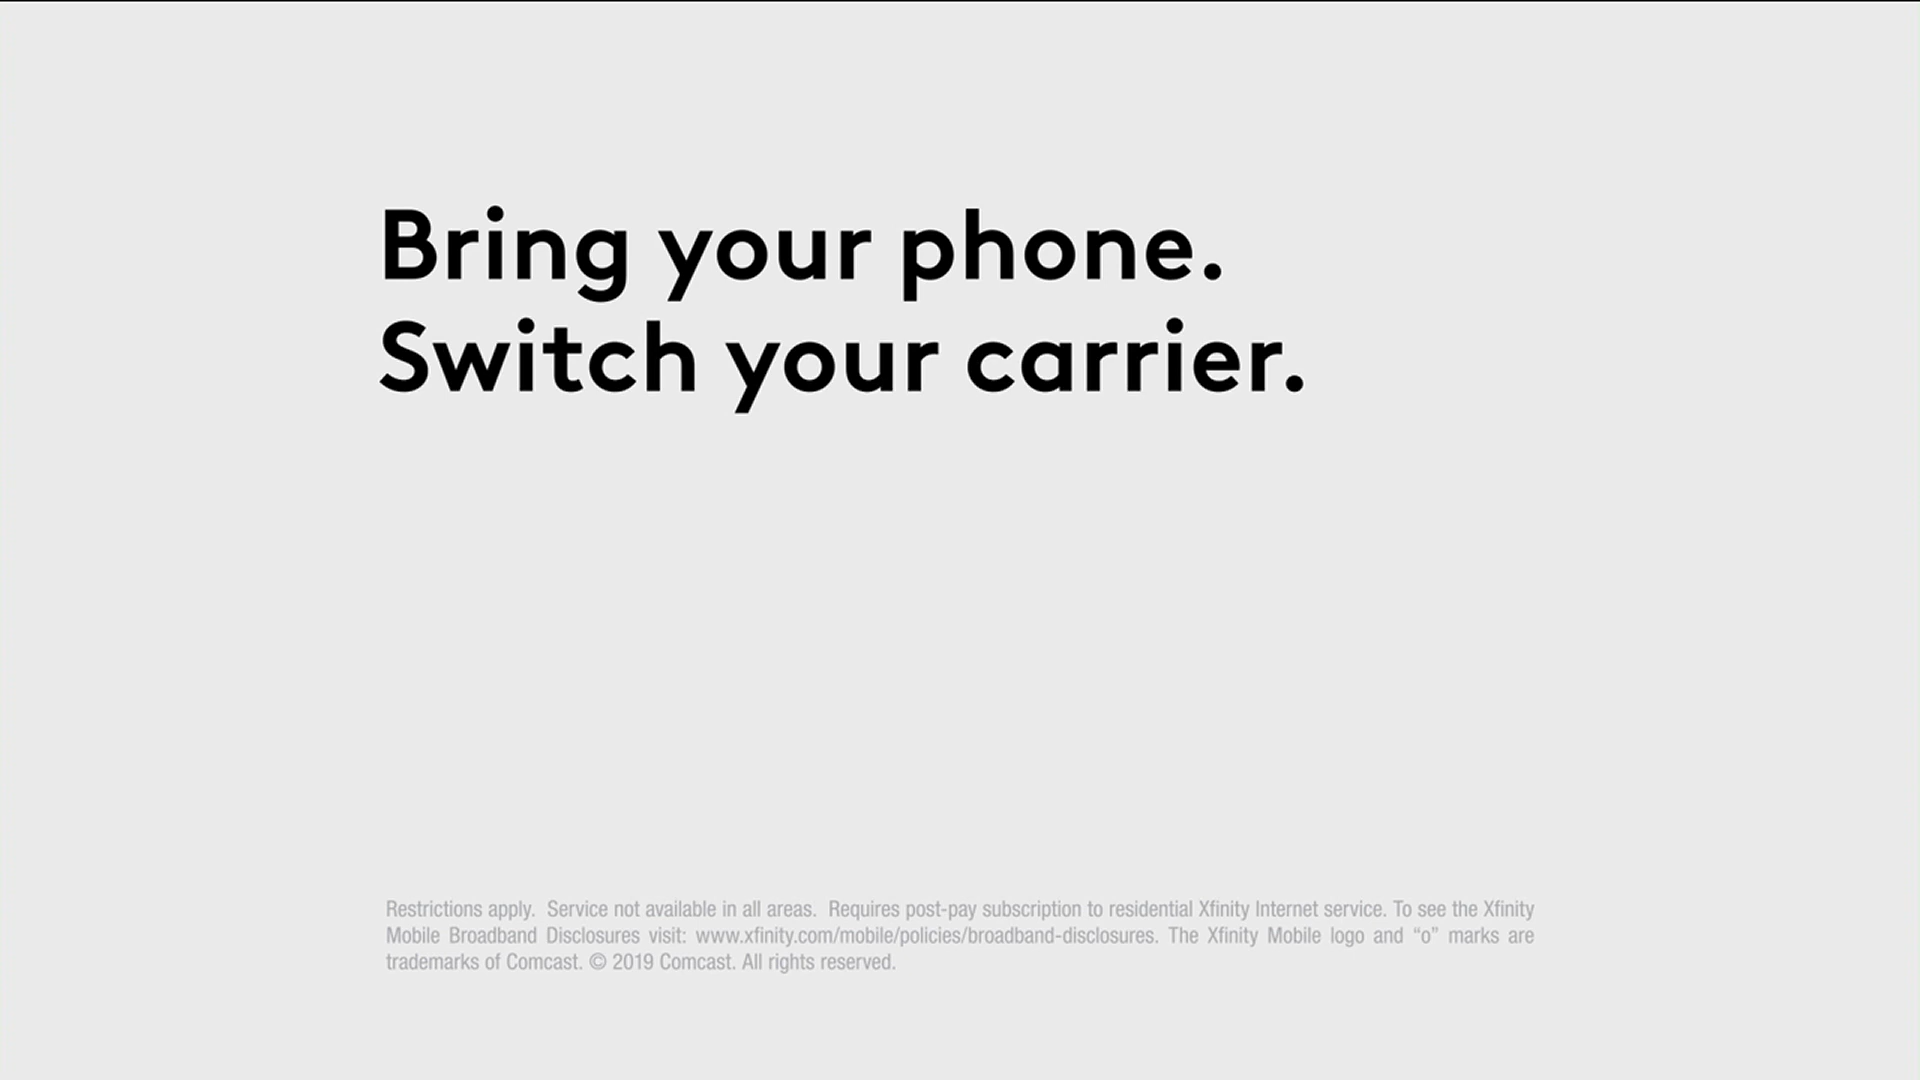 Bring your phone.
Switch your carrier.
Restrictions apply.  Service not available in all areas.  Requires post-pay subscription to residential Xfinity Internet service. To see the Xfinity
Mobile Broadband Disclosures visit: www.xfinity.com/mobile/policies/broadband-disclosures. The Xfinity Mobile logo and “o” marks are
trademarks of Comcast. © 2019 Comcast. All rights reserved.